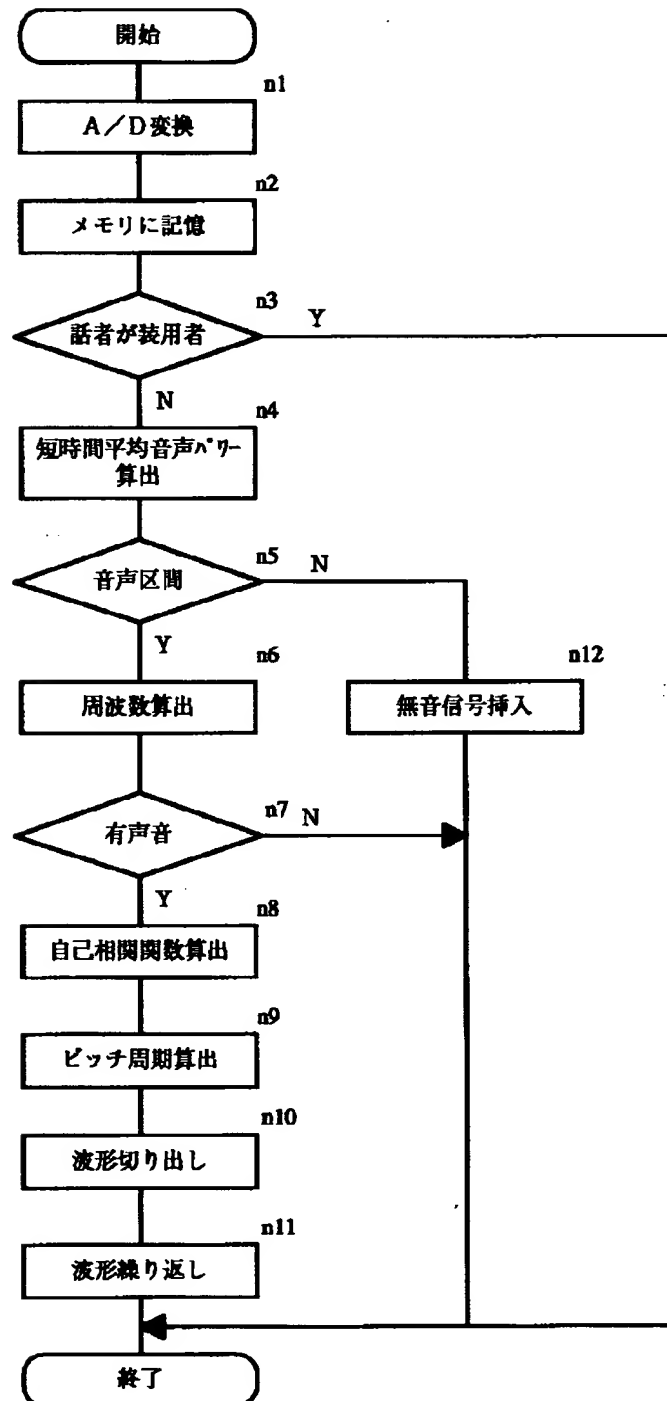 開始
n1
A/D変換
n2
メモリに記憶
n3
話者が装用者
Y
N
n4
短時間平均音声パワー
算出
n5
音声区間
N
Y
n6
周波数算出
n12
無音信号挿入
n7
有声音
N
Y
n8
自己相関関数算出
n9
ピッチ周期算出
n10
波形切り出し
n11
波形繰り返し
終了